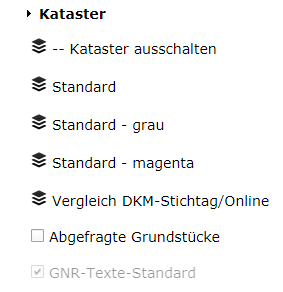 Kataster
-- Kataster ausschalten
Standard
Standard - grau
Standard - magenta
Vergleich DKM-Stichtag/Online
Abgefragte Grundstücke
GNR-Texte-Standard